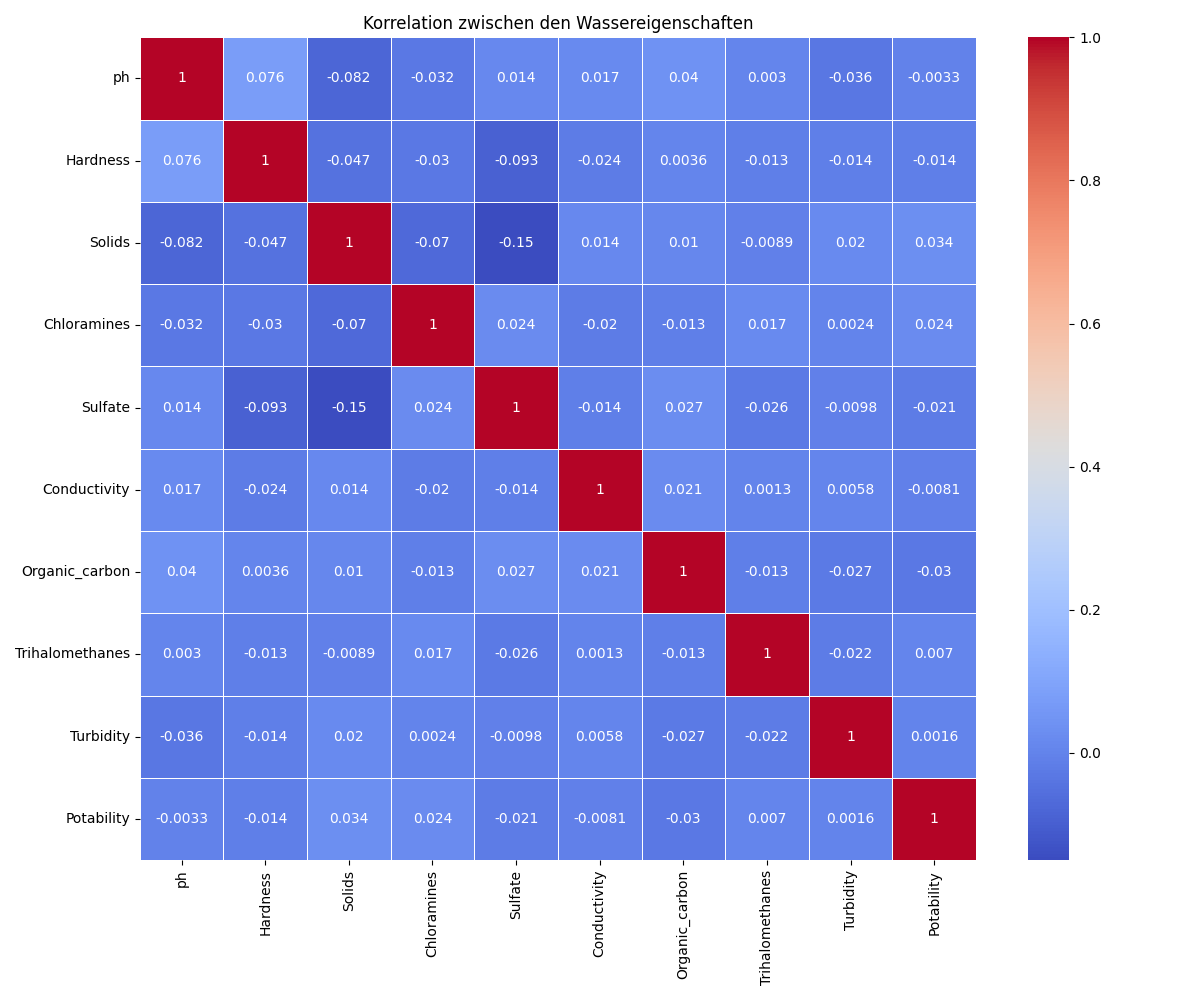 Korrelation zwischen den Wassereigenschaften
ph 1 0.076 -0.082 -0.032 0.014 0.017 0.04 0.003 -0.036 -0.0033
Hardness 0.076 1 -0.047 -0.03 -0.093 -0.024 0.0036 -0.013 -0.014 -0.014
Solids -0.082 -0.047 1 -0.07 -0.15 0.014 0.01 -0.0089 0.02 0.034
Chloramines -0.032 -0.03 -0.07 1 0.024 -0.02 -0.013 0.017 0.0024 0.024
Sulfate 0.014 -0.093 -0.15 0.024 1 -0.014 0.027 -0.026 -0.0098 -0.021
Conductivity 0.017 -0.024 0.014 -0.02 -0.014 1 0.021 0.0013 0.0058 -0.0081
Organic_carbon 0.04 0.0036 0.01 -0.013 0.027 0.021 1 -0.013 -0.027 -0.03
Trihalomethanes 0.003 -0.013 -0.0089 0.017 -0.026 0.0013 -0.013 1 -0.022 0.007
Turbidity -0.036 -0.014 0.02 0.0024 -0.0098 0.0058 -0.027 -0.022 1 0.0016
Potability -0.0033 -0.014 0.034 0.024 -0.021 -0.0081 -0.03 0.007 0.0016 1
ph
Hardness
Solids
Chloramines
Sulfate
Conductivity
Organic_carbon
Trihalomethanes
Turbidity
Potability
1.0
0.8
0.6
0.4
0.2
0.0